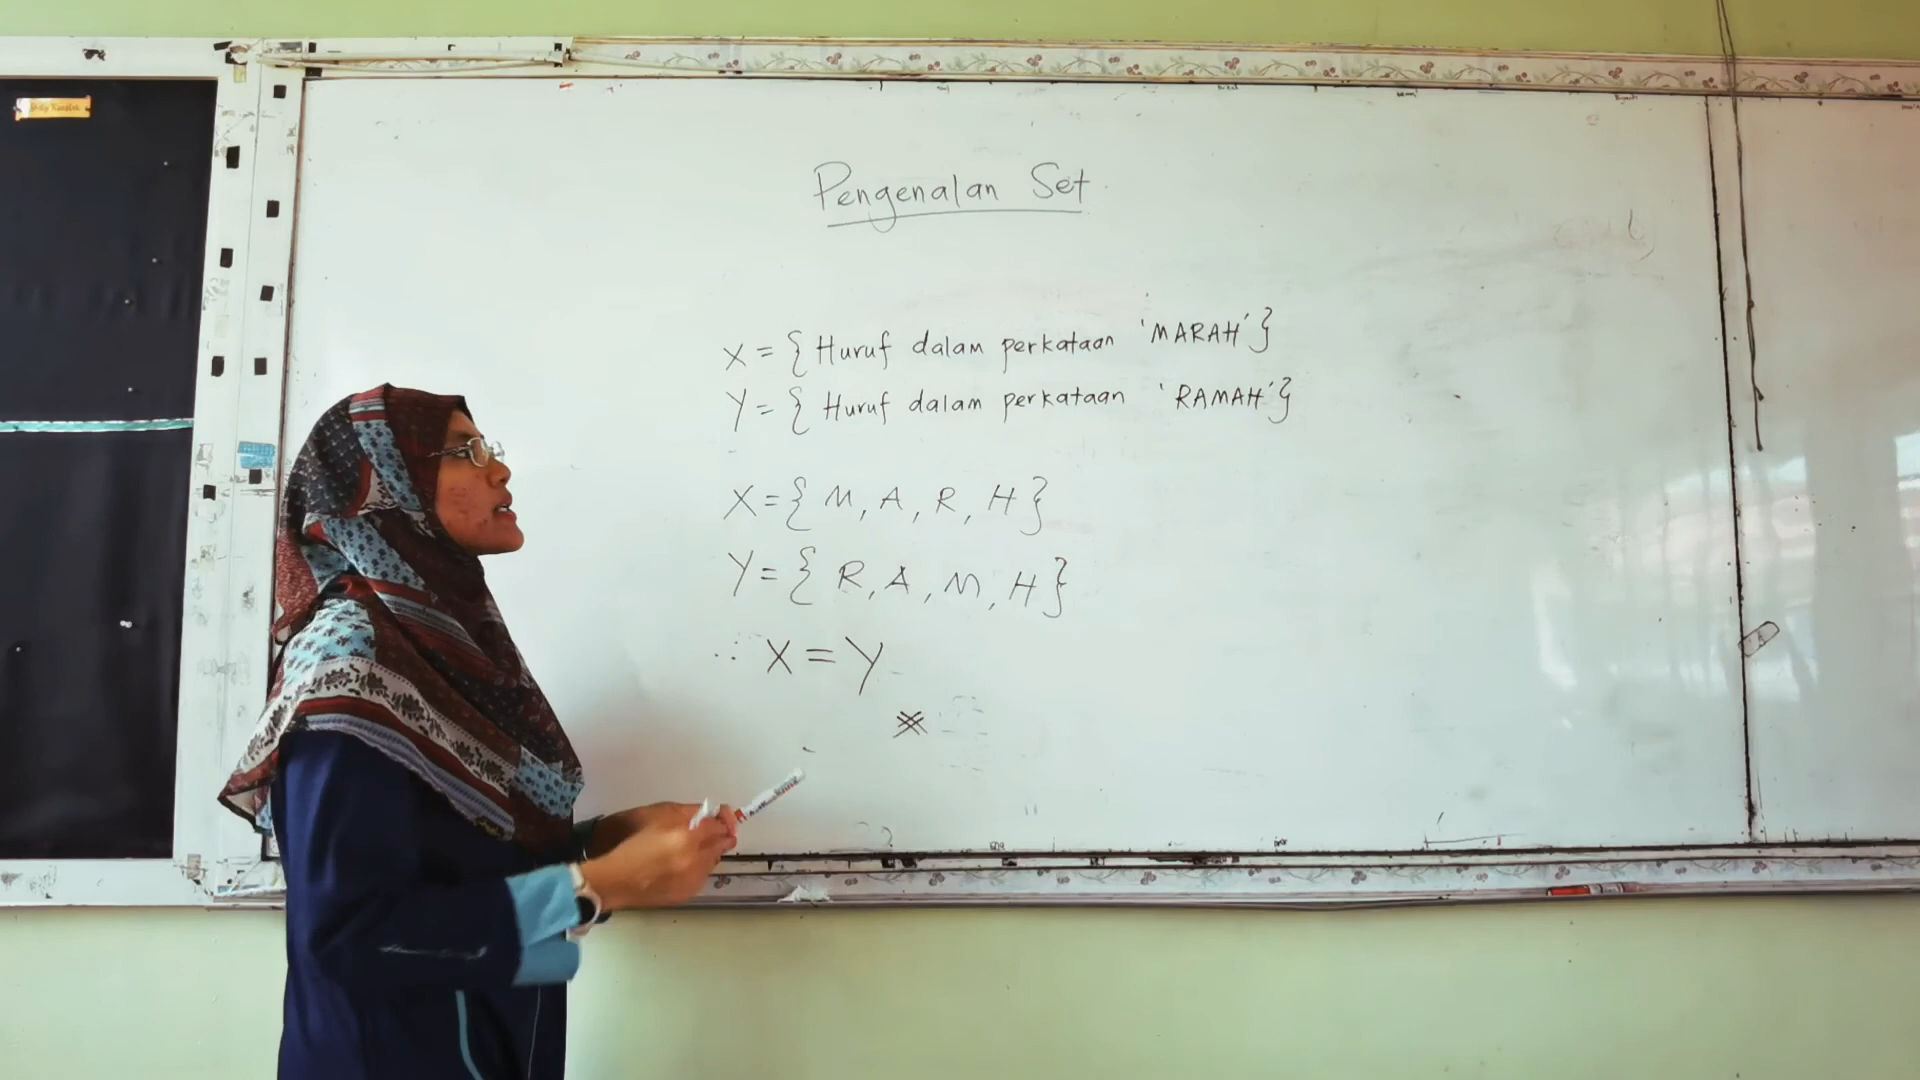 Pengenalan Set
X = { Huruf dalam perkataan 'MARAH' }
Y = { Huruf dalam perkataan 'RAMAH' }
X = { M, A, R, H }
Y = { R, A, M, H }
∴ X = Y